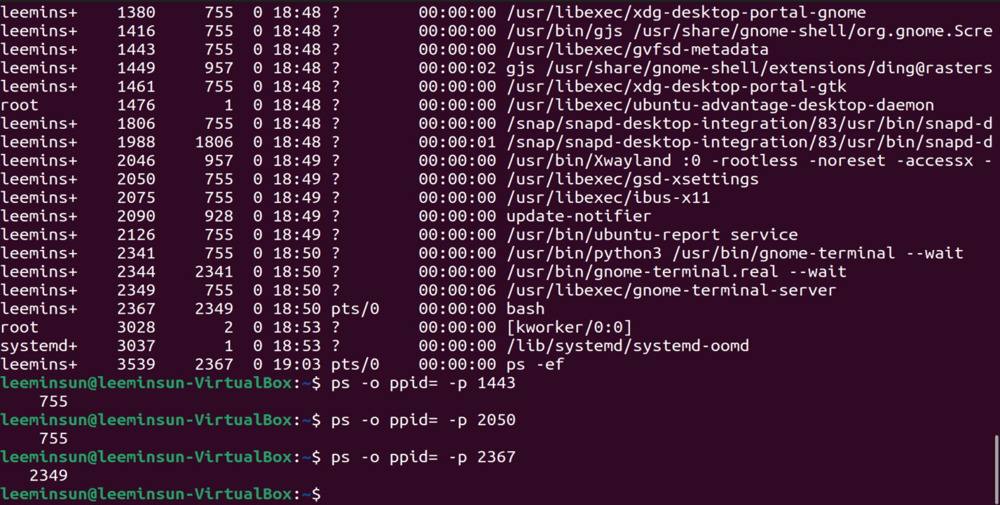 leemins+    1380     755  0 18:48 ?        00:00:00 /usr/libexec/xdg-desktop-portal-gnome
leemins+    1416     755  0 18:48 ?        00:00:00 /usr/bin/gjs /usr/share/gnome-shell/org.gnome.Scre
leemins+    1443     755  0 18:48 ?        00:00:00 /usr/libexec/gvfsd-metadata
leemins+    1449     957  0 18:48 ?        00:00:02 gjs /usr/share/gnome-shell/extensions/ding@rasters
leemins+    1461     755  0 18:48 ?        00:00:00 /usr/libexec/xdg-desktop-portal-gtk
root        1476       1  0 18:48 ?        00:00:00 /usr/libexec/ubuntu-advantage-desktop-daemon
leemins+    1806     755  0 18:48 ?        00:00:00 /snap/snapd-desktop-integration/83/usr/bin/snapd-d
leemins+    1988    1806  0 18:48 ?        00:00:01 /snap/snapd-desktop-integration/83/usr/bin/snapd-d
leemins+    2046     957  0 18:49 ?        00:00:00 /usr/bin/Xwayland :0 -rootless -noreset -accessx -
leemins+    2050     755  0 18:49 ?        00:00:00 /usr/libexec/gsd-xsettings
leemins+    2075     755  0 18:49 ?        00:00:00 /usr/libexec/ibus-x11
leemins+    2090     928  0 18:49 ?        00:00:00 update-notifier
leemins+    2126     755  0 18:49 ?        00:00:00 /usr/bin/ubuntu-report service
leemins+    2341     755  0 18:50 ?        00:00:00 /usr/bin/python3 /usr/bin/gnome-terminal --wait
leemins+    2344    2341  0 18:50 ?        00:00:00 /usr/bin/gnome-terminal.real --wait
leemins+    2349     755  0 18:50 ?        00:00:06 /usr/libexec/gnome-terminal-server
leemins+    2367    2349  0 18:50 pts/0    00:00:00 bash
root        3028       2  0 18:53 ?        00:00:00 [kworker/0:0]
systemd+    3037       1  0 18:53 ?        00:00:00 /lib/systemd/systemd-oomd
leemins+    3539    2367  0 19:03 pts/0    00:00:00 ps -ef
leeminsun@leeminsun-VirtualBox:~$ ps -o ppid= -p 1443
    755
leeminsun@leeminsun-VirtualBox:~$ ps -o ppid= -p 2050
    755
leeminsun@leeminsun-VirtualBox:~$ ps -o ppid= -p 2367
   2349
leeminsun@leeminsun-VirtualBox:~$